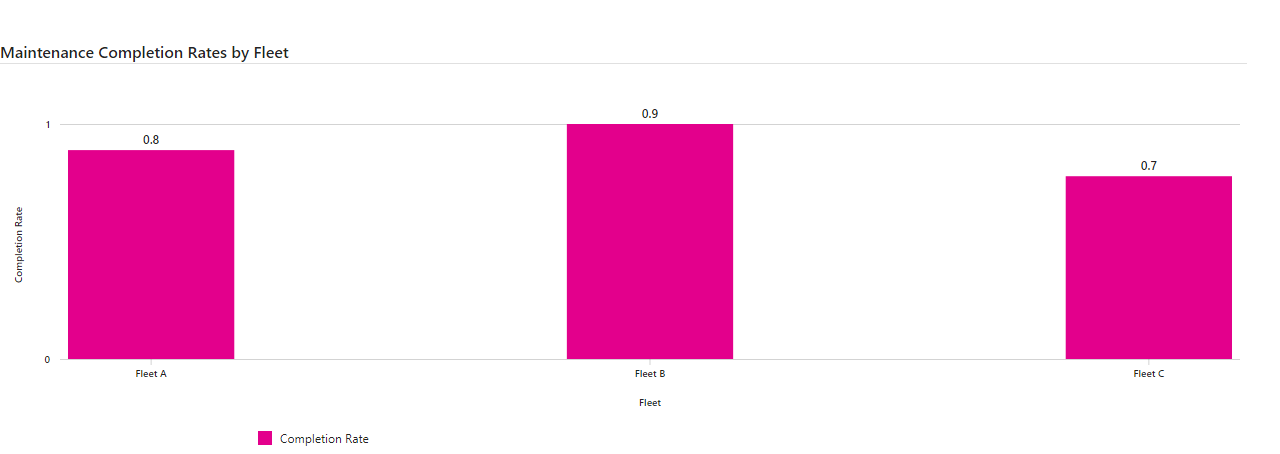 Maintenance Completion Rates by Fleet
0.9
1
0.8
0.7
Completion Rate
0
Fleet A
Fleet B
Fleet C
Fleet
Completion Rate